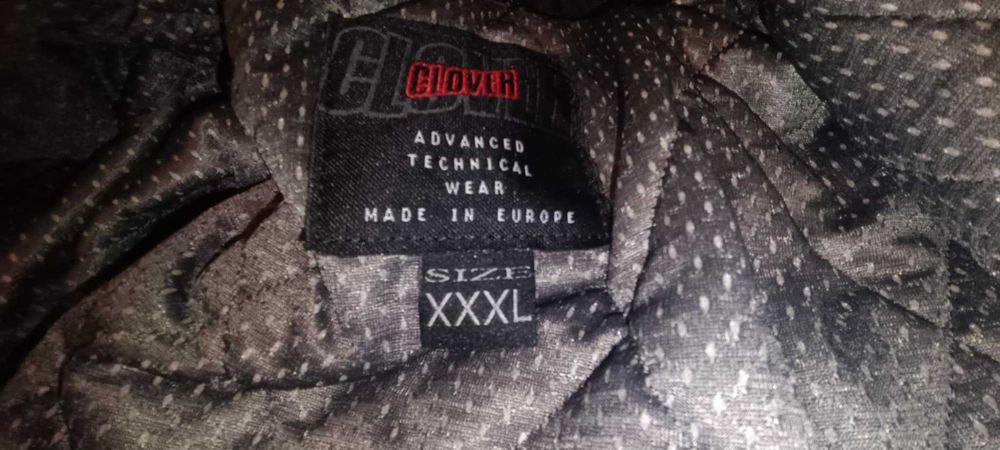 CLOVER
ADVANCED
TECHNICAL
WEAR
MADE IN EUROPE
SIZE
XXXL